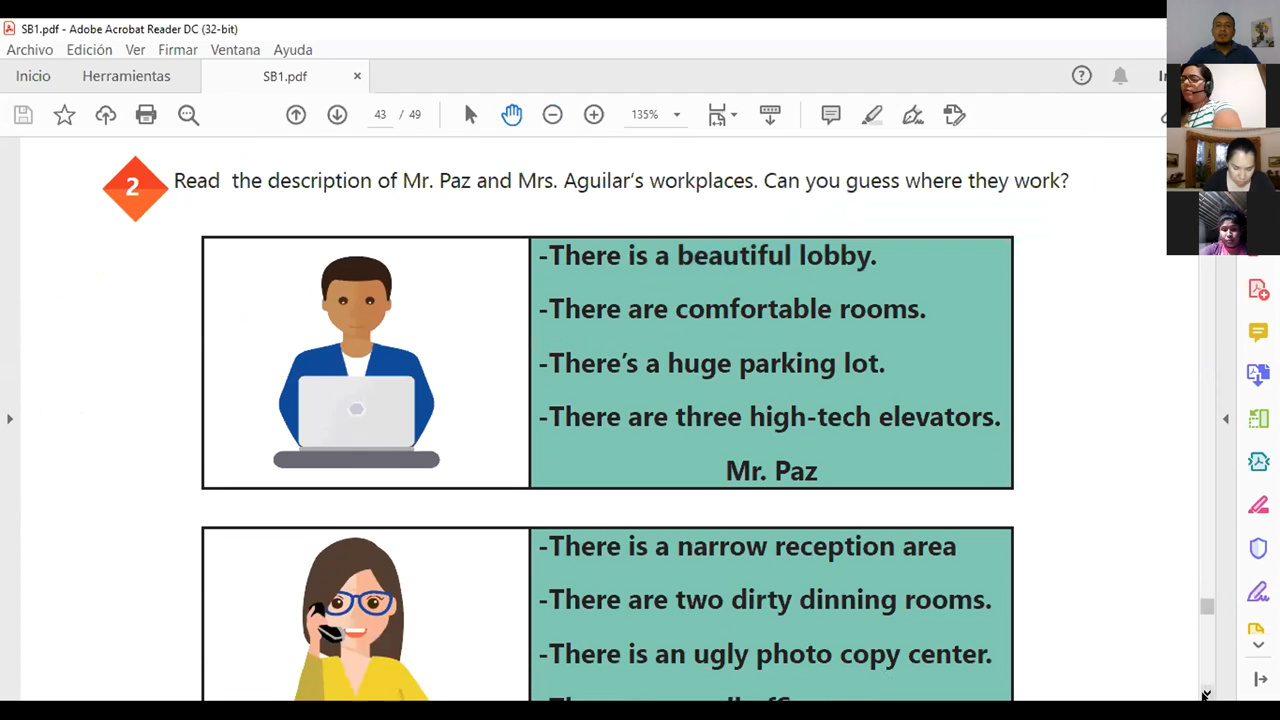 SB1.pdf - Adobe Acrobat Reader DC (32-bit)
Archivo Edición Ver Firmar Ventana Ayuda
Inicio Herramientas SB1.pdf ×
43 / 49 135%
2 Read the description of Mr. Paz and Mrs. Aguilar's workplaces. Can you guess where they work?
-There is a beautiful lobby.
-There are comfortable rooms.
-There's a huge parking lot.
-There are three high-tech elevators.
Mr. Paz
-There is a narrow reception area
-There are two dirty dinning rooms.
-There is an ugly photo copy center.